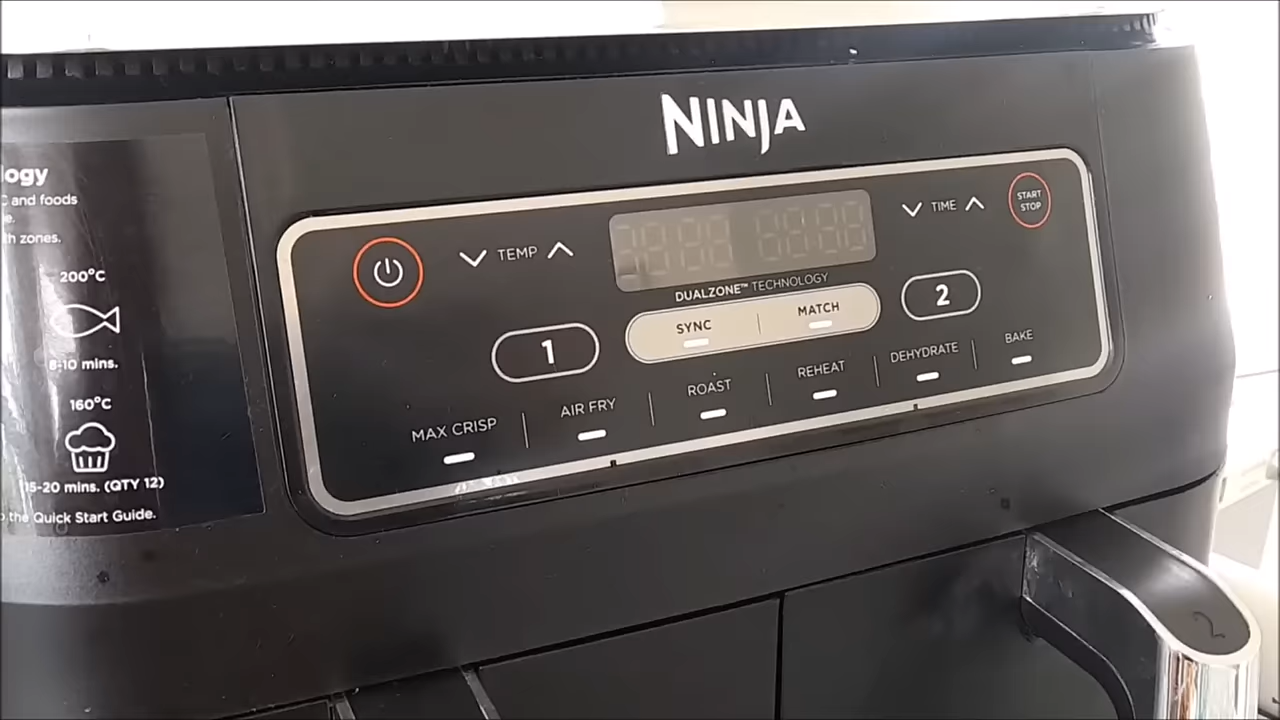 NINJA
ogy
C and foods
e.
th zones.
200°C
8-10 mins.
160°C
15-20 mins. (QTY 12)
the Quick Start Guide.
TEMP
TIME
START
STOP
DUALZONE™ TECHNOLOGY
SYNC
MATCH
1
2
MAX CRISP
AIR FRY
ROAST
REHEAT
DEHYDRATE
BAKE
2